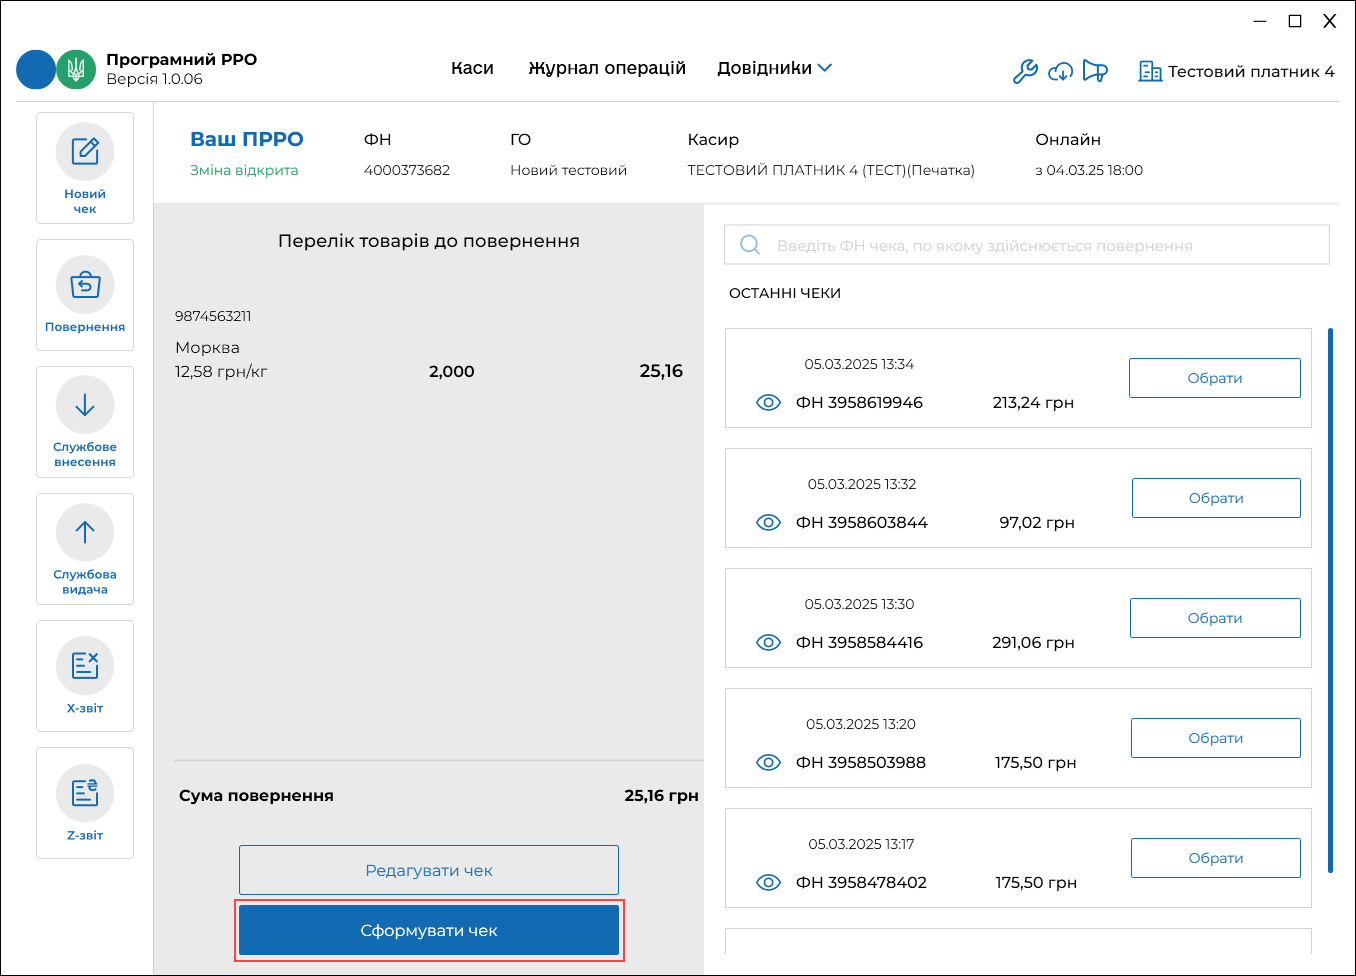 Програмний РРО
Версія 1.0.06
Каси
Журнал операцій
Довідники
Тестовий платник 4
Новий
чек
Повернення
Службове
внесення
Службова
видача
X-звіт
Z-звіт
Ваш ПРРО
Зміна відкрита
ФН
4000373682
ГО
Новий тестовий
Касир
ТЕСТОВИЙ ПЛАТНИК 4 (ТЕСТ)(Печатка)
Онлайн
з 04.03.25 18:00
Перелік товарів до повернення
9874563211
Морква
12,58 грн/кг 2,000 25,16
Сума повернення 25,16 грн
Редагувати чек
Сформувати чек
Введіть ФН чека, по якому здійснюється повернення
ОСТАННІ ЧЕКИ
05.03.2025 13:34
ФН 3958619946 213,24 грн
Обрати
05.03.2025 13:32
ФН 3958603844 97,02 грн
Обрати
05.03.2025 13:30
ФН 3958584416 291,06 грн
Обрати
05.03.2025 13:20
ФН 3958503988 175,50 грн
Обрати
05.03.2025 13:17
ФН 3958478402 175,50 грн
Обрати